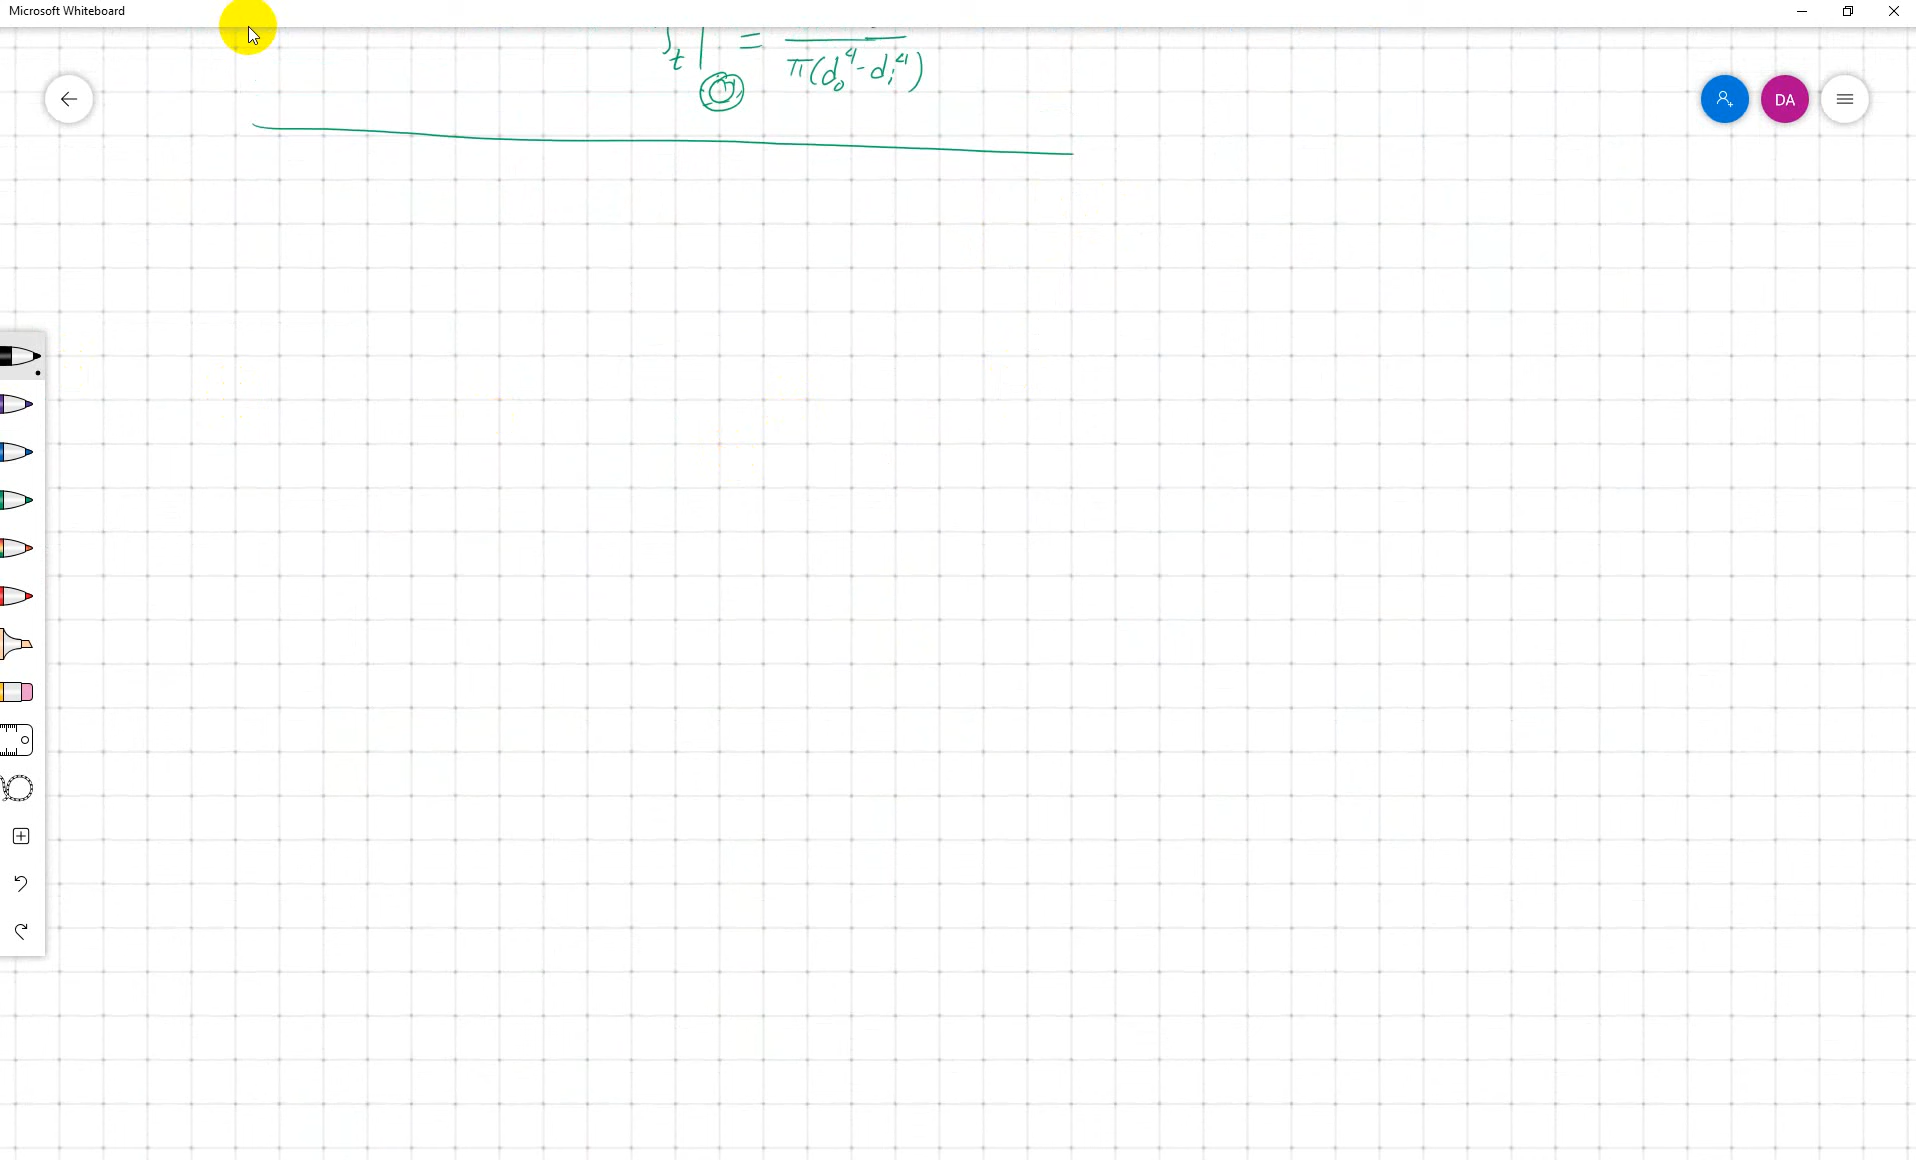 Microsoft Whiteboard
t | = π(d₀⁴-dᵢ⁴)
DA